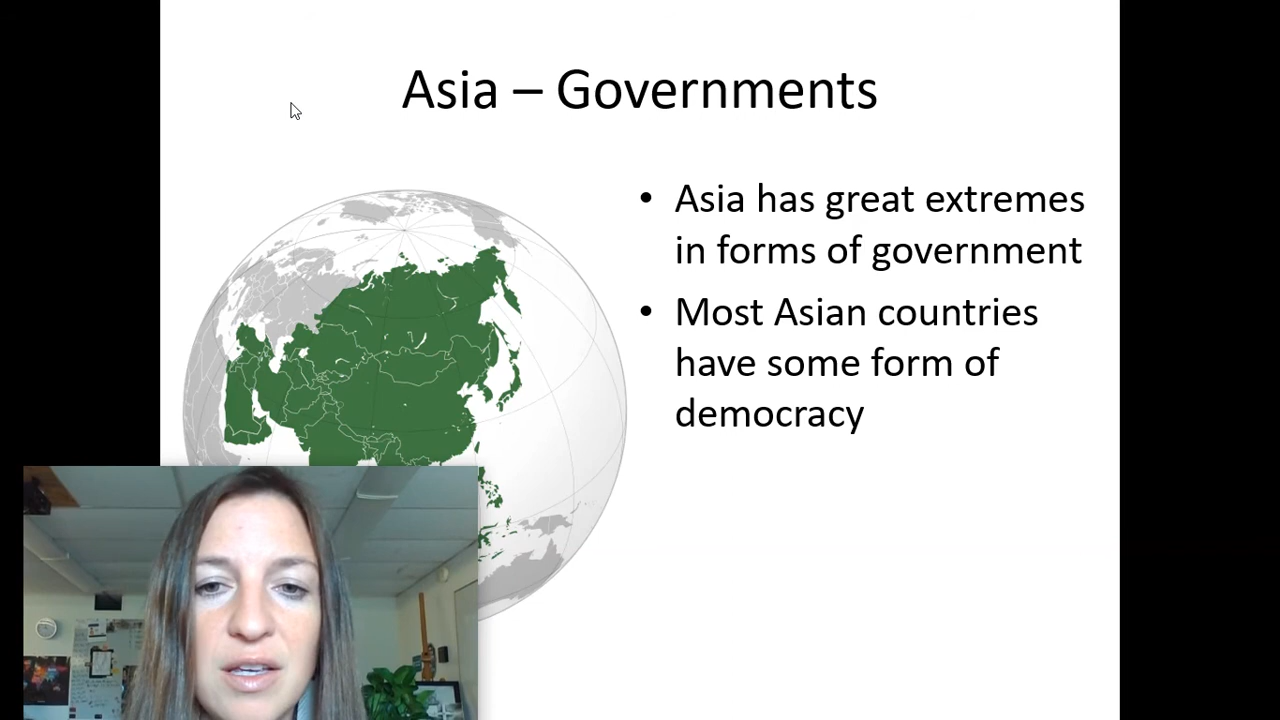 Asia – Governments
• Asia has great extremes
in forms of government
• Most Asian countries
have some form of
democracy